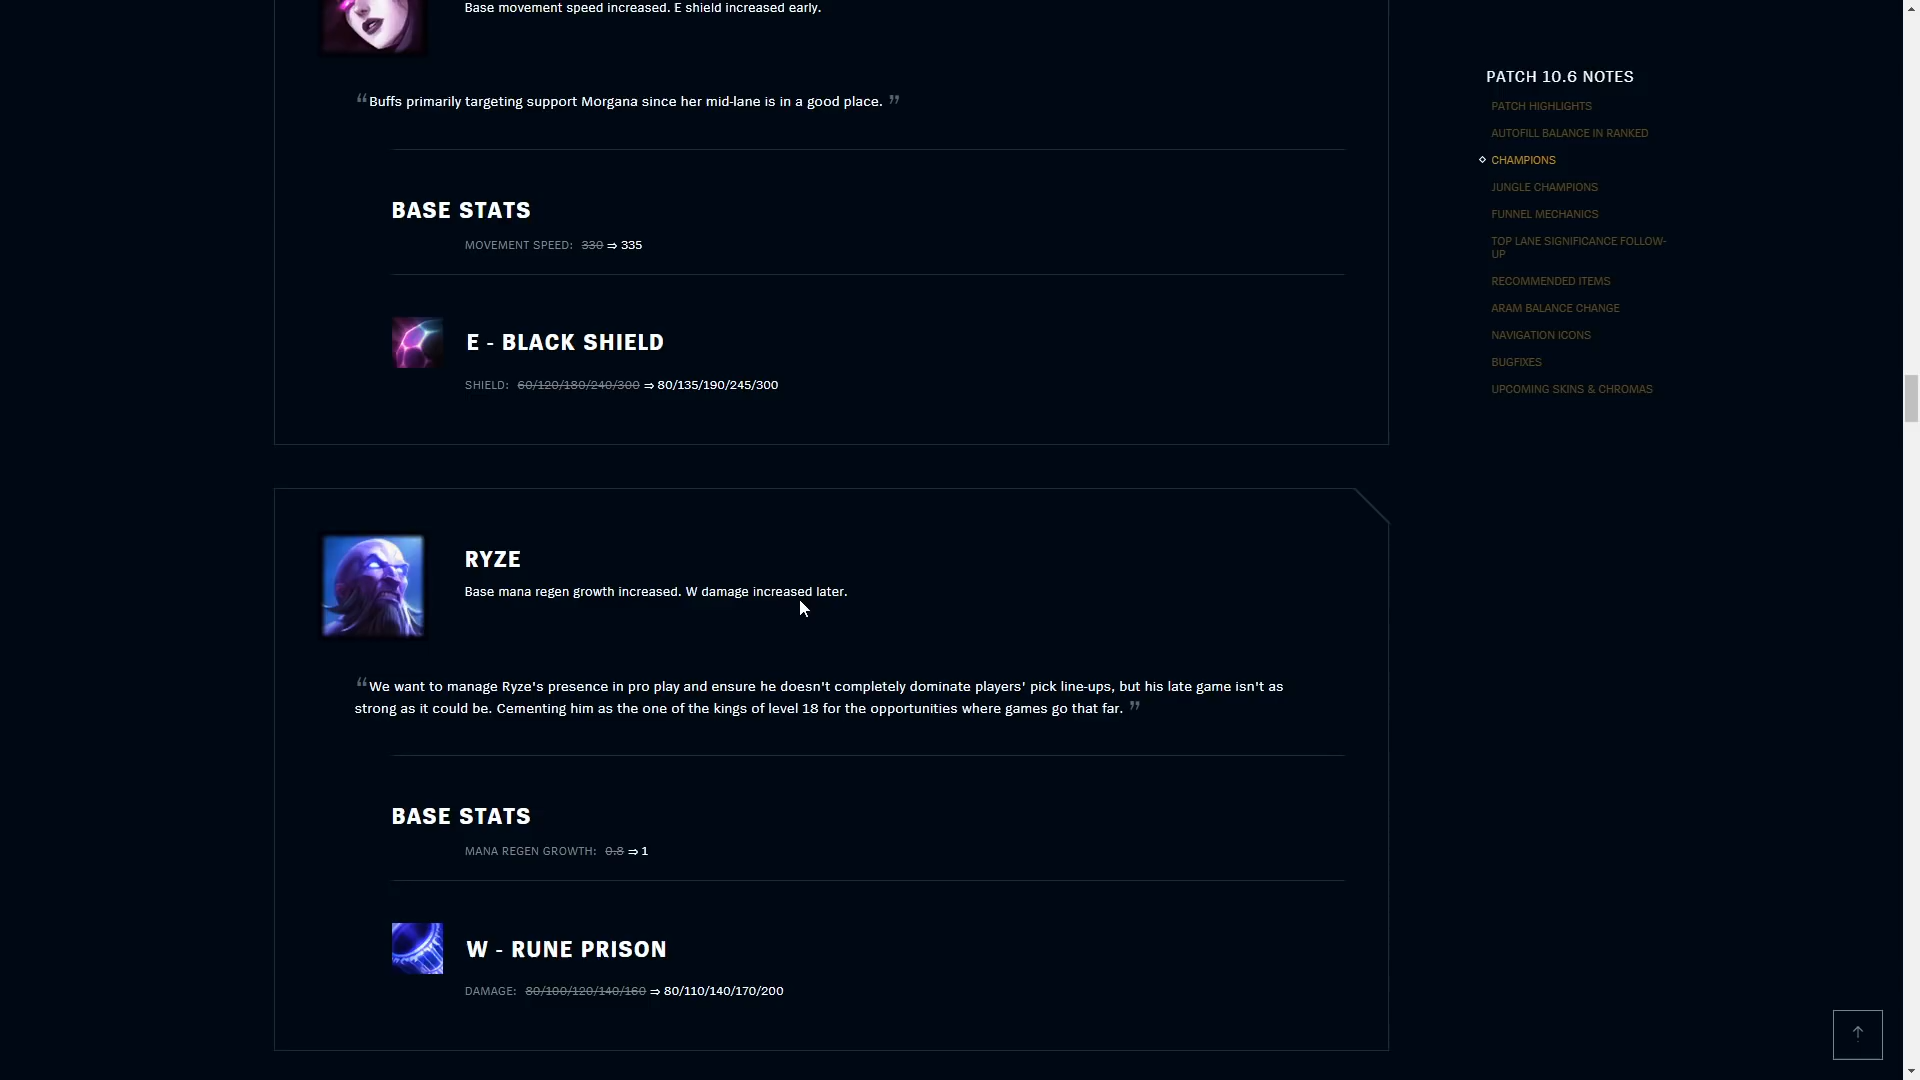 Base movement speed increased. E shield increased early.
“Buffs primarily targeting support Morgana since her mid-lane is in a good place. ”
BASE STATS
MOVEMENT SPEED: 330 ⇒ 335
E - BLACK SHIELD
SHIELD: 60/120/180/240/300 ⇒ 80/135/190/245/300
RYZE
Base mana regen growth increased. W damage increased later.
“We want to manage Ryze's presence in pro play and ensure he doesn't completely dominate players' pick line-ups, but his late game isn't as
strong as it could be. Cementing him as the one of the kings of level 18 for the opportunities where games go that far. ”
BASE STATS
MANA REGEN GROWTH: 0.8 ⇒ 1
W - RUNE PRISON
DAMAGE: 80/100/120/140/160 ⇒ 80/110/140/170/200
PATCH 10.6 NOTES
PATCH HIGHLIGHTS
AUTOFILL BALANCE IN RANKED
CHAMPIONS
JUNGLE CHAMPIONS
FUNNEL MECHANICS
TOP LANE SIGNIFICANCE FOLLOW-
UP
RECOMMENDED ITEMS
ARAM BALANCE CHANGE
NAVIGATION ICONS
BUGFIXES
UPCOMING SKINS & CHROMAS